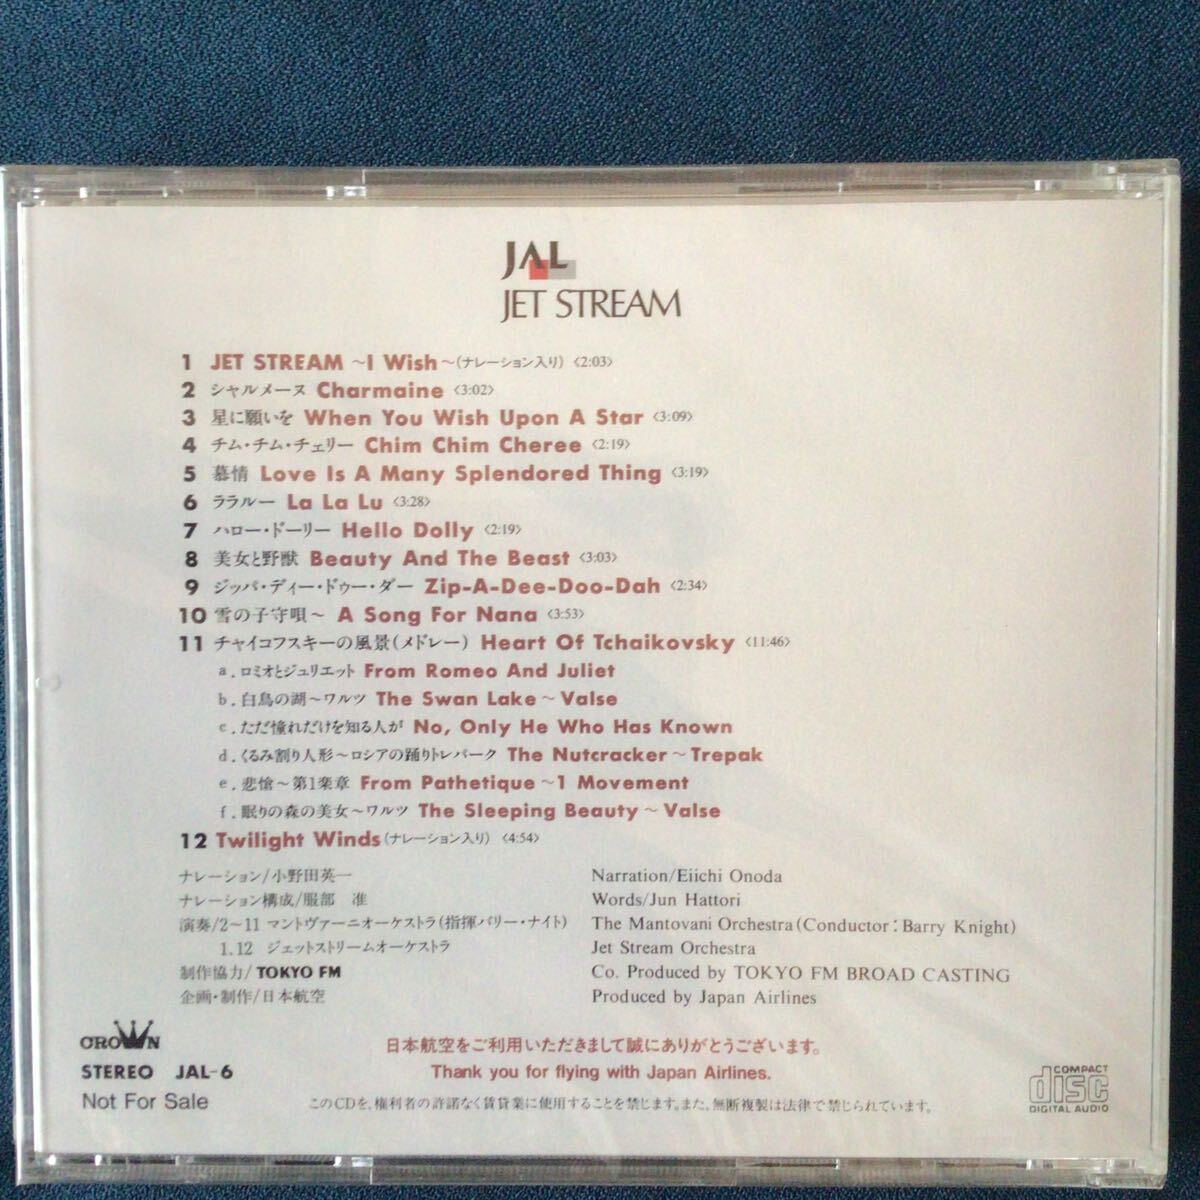 JAL
JET STREAM
1 JET STREAM ～I Wish～(ナレーション入り) 〈2:03〉
2 シャルメーヌ Charmaine 〈3:02〉
3 星に願いを When You Wish Upon A Star 〈3:09〉
4 チム・チム・チェリー Chim Chim Cheree 〈2:19〉
5 慕情 Love Is A Many Splendored Thing 〈3:19〉
6 ララルー La La Lu 〈3:28〉
7 ハロー・ドーリー Hello Dolly 〈2:19〉
8 美女と野獣 Beauty And The Beast 〈3:03〉
9 ジッパ・ディー・ドゥー・ダー Zip-A-Dee-Doo-Dah 〈2:34〉
10 雪の子守唄～ A Song For Nana 〈3:53〉
11 チャイコフスキーの風景(メドレー) Heart Of Tchaikovsky 〈11:46〉
a. ロミオとジュリエット From Romeo And Juliet
b. 白鳥の湖～ワルツ The Swan Lake～Valse
c. ただ憧れだけを知る人が No, Only He Who Has Known
d. くるみ割り人形～ロシアの踊りトレパーク The Nutcracker～Trepak
e. 悲愴～第1楽章 From Pathetique～1 Movement
f. 眠りの森の美女～ワルツ The Sleeping Beauty～Valse
12 Twilight Winds(ナレーション入り) 〈4:54〉
ナレーション/小野田英一 Narration/Eiichi Onoda
ナレーション構成/服部 准 Words/Jun Hattori
演奏/2～11 マントヴァーニオーケストラ(指揮バリー・ナイト) The Mantovani Orchestra(Conductor:Barry Knight)
1.12 ジェットストリームオーケストラ Jet Stream Orchestra
制作協力/TOKYO FM Co. Produced by TOKYO FM BROAD CASTING
企画・制作/日本航空 Produced by Japan Airlines
CROWN
STEREO JAL-6
Not For Sale
日本航空をご利用いただきまして誠にありがとうございます。
Thank you for flying with Japan Airlines.
このCDを、権利者の許諾なく賃貸業に使用することを禁じます。また、無断複製は法律で禁じられています。
COMPACT
disc
DIGITAL AUDIO